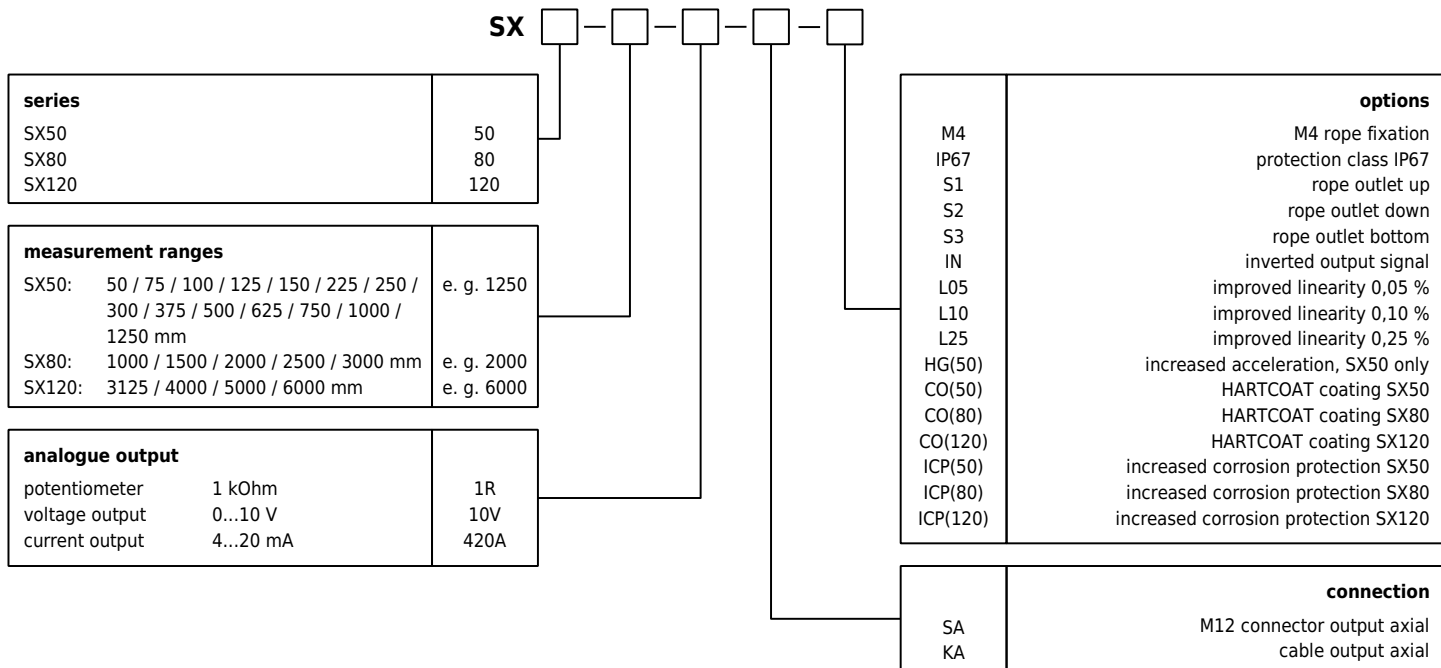 SX — — — —
series
SX50 50
SX80 80
SX120 120
measurement ranges
SX50: 50 / 75 / 100 / 125 / 150 / 225 / 250 / e. g. 1250
300 / 375 / 500 / 625 / 750 / 1000 /
1250 mm
SX80: 1000 / 1500 / 2000 / 2500 / 3000 mm e. g. 2000
SX120: 3125 / 4000 / 5000 / 6000 mm e. g. 6000
analogue output
potentiometer 1 kOhm 1R
voltage output 0...10 V 10V
current output 4...20 mA 420A
options
M4 M4 rope fixation
IP67 protection class IP67
S1 rope outlet up
S2 rope outlet down
S3 rope outlet bottom
IN inverted output signal
L05 improved linearity 0,05 %
L10 improved linearity 0,10 %
L25 improved linearity 0,25 %
HG(50) increased acceleration, SX50 only
CO(50) HARTCOAT coating SX50
CO(80) HARTCOAT coating SX80
CO(120) HARTCOAT coating SX120
ICP(50) increased corrosion protection SX50
ICP(80) increased corrosion protection SX80
ICP(120) increased corrosion protection SX120
connection
SA M12 connector output axial
KA cable output axial